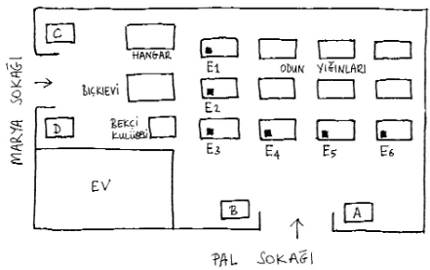 C
HANGAR
E1
ODUN YIĞINLARI
MARYA SOKAĞI
BIÇKIEVİ
E2
D
BEKÇİ
KULÜBESİ
E3
E4
E5
E6
EV
B
A
PAL SOKAĞI